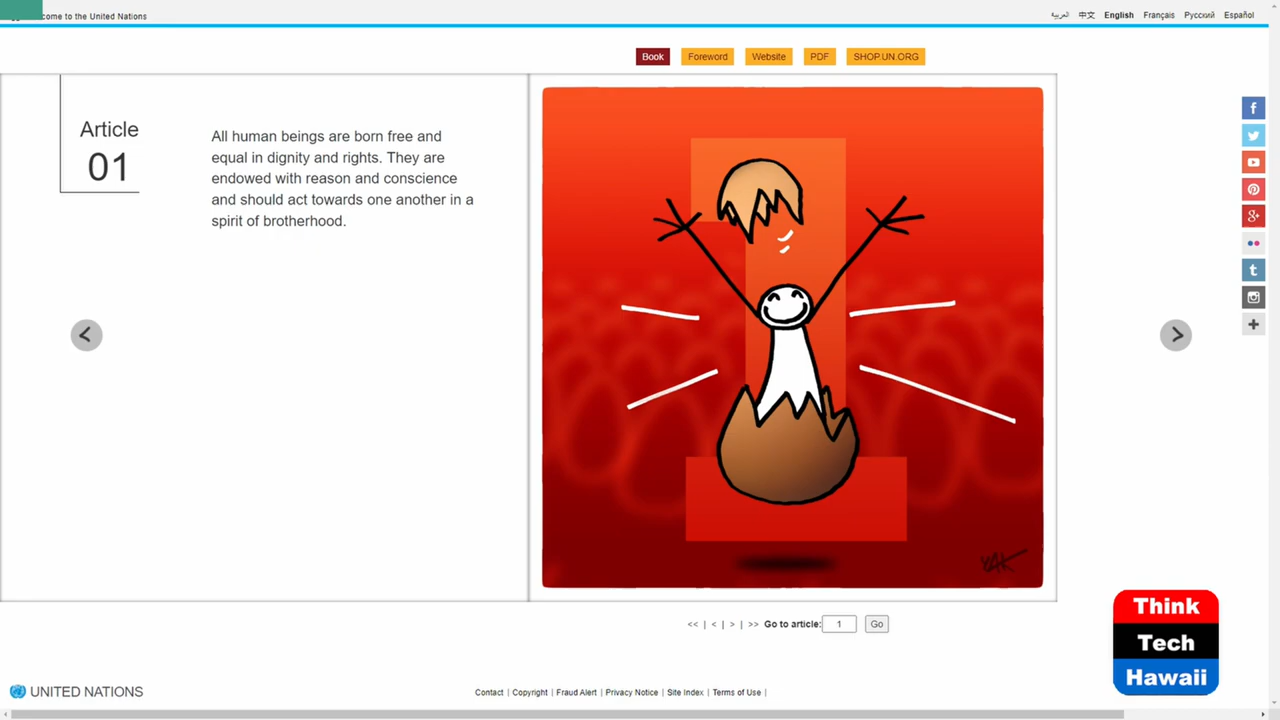 come to the United Nations
العربية 中文 English Français Русский Español
Book Foreword Website PDF SHOP.UN.ORG
Article
01
All human beings are born free and
equal in dignity and rights. They are
endowed with reason and conscience
and should act towards one another in a
spirit of brotherhood.
YAK
<< | < | > | >> Go to article: 1 Go
Think
Tech
Hawaii
UNITED NATIONS
Contact | Copyright | Fraud Alert | Privacy Notice | Site Index | Terms of Use |